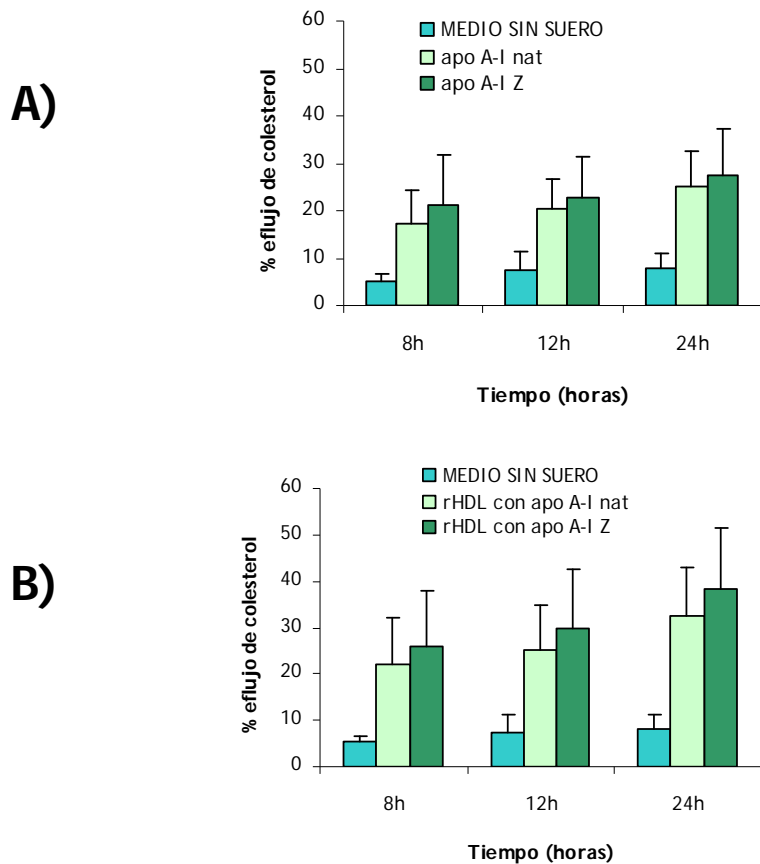 A)
% eflujo de colesterol
60
50
40
30
20
10
0
MEDIO SIN SUERO
apo A-I nat
apo A-I Z
8h 12h 24h
Tiempo (horas)
B)
% eflujo de colesterol
60
50
40
30
20
10
0
MEDIO SIN SUERO
rHDL con apo A-I nat
rHDL con apo A-I Z
8h 12h 24h
Tiempo (horas)